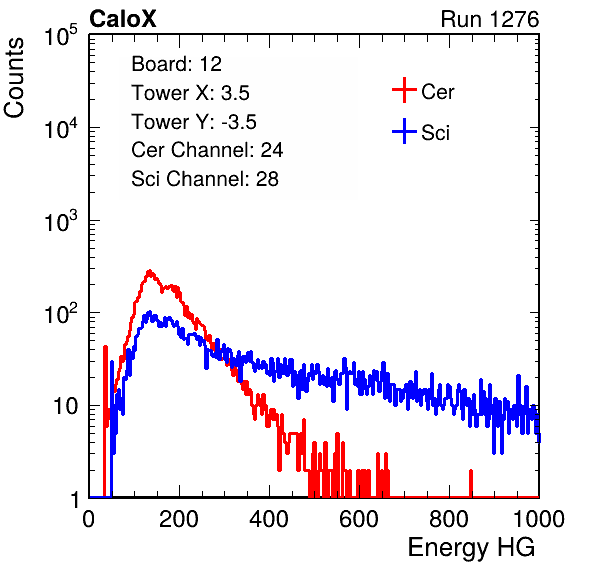 CaloX Run 1276
Counts
Board: 12
Tower X: 3.5
Tower Y: -3.5
Cer Channel: 24
Sci Channel: 28
Cer
Sci
10^5
10^4
10^3
10^2
10
1
0 200 400 600 800 1000
Energy HG